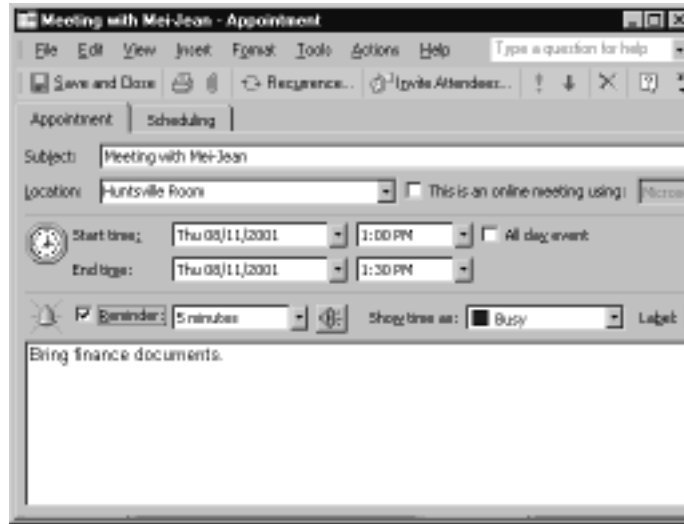 Meeting with Mei-Jean - Appointment
File Edit View Insert Format Tools Actions Help Type a question for help
Save and Close Recurrence... Invite Attendees...
Appointment Scheduling
Subject: Meeting with Mei-Jean
Location: Huntsville Room This is an online meeting using: Micros
Start time: Thu 08/11/2001 1:00 PM All day event
End time: Thu 08/11/2001 1:30 PM
Reminder: 5 minutes Show time as: Busy Label:
Bring finance documents.